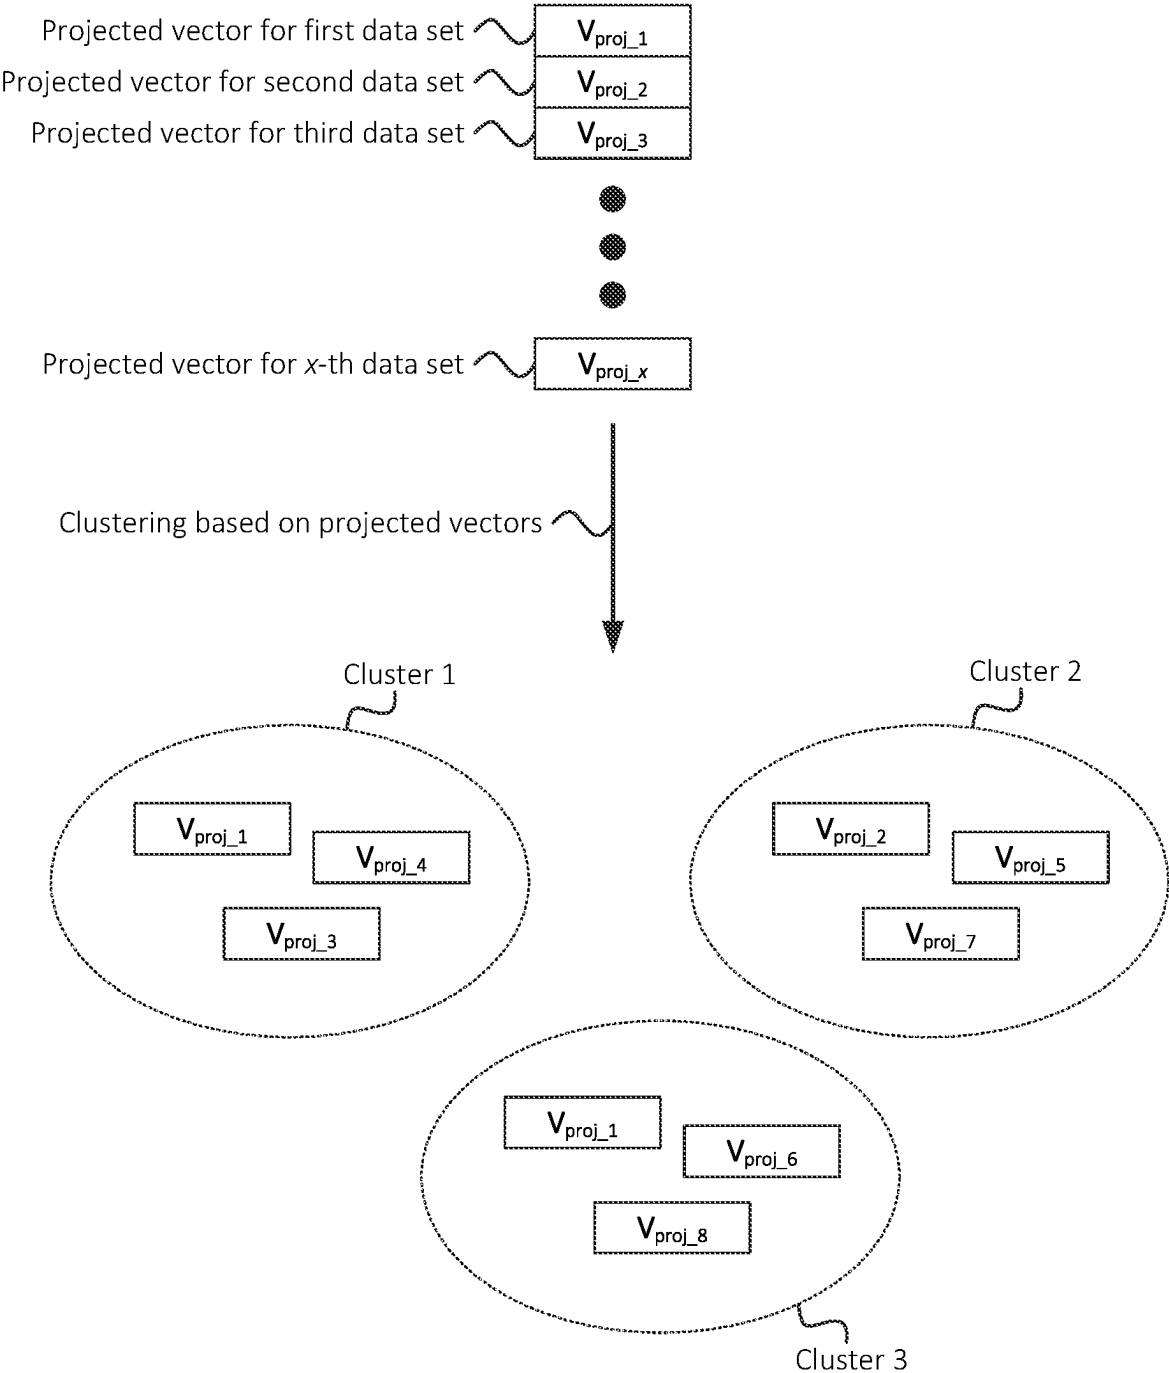 Projected vector for first data set V_proj_1
Projected vector for second data set V_proj_2
Projected vector for third data set V_proj_3
Projected vector for x-th data set V_proj_x
Clustering based on projected vectors
Cluster 1
Cluster 2
V_proj_1
V_proj_4
V_proj_3
V_proj_2
V_proj_5
V_proj_7
V_proj_1
V_proj_6
V_proj_8
Cluster 3